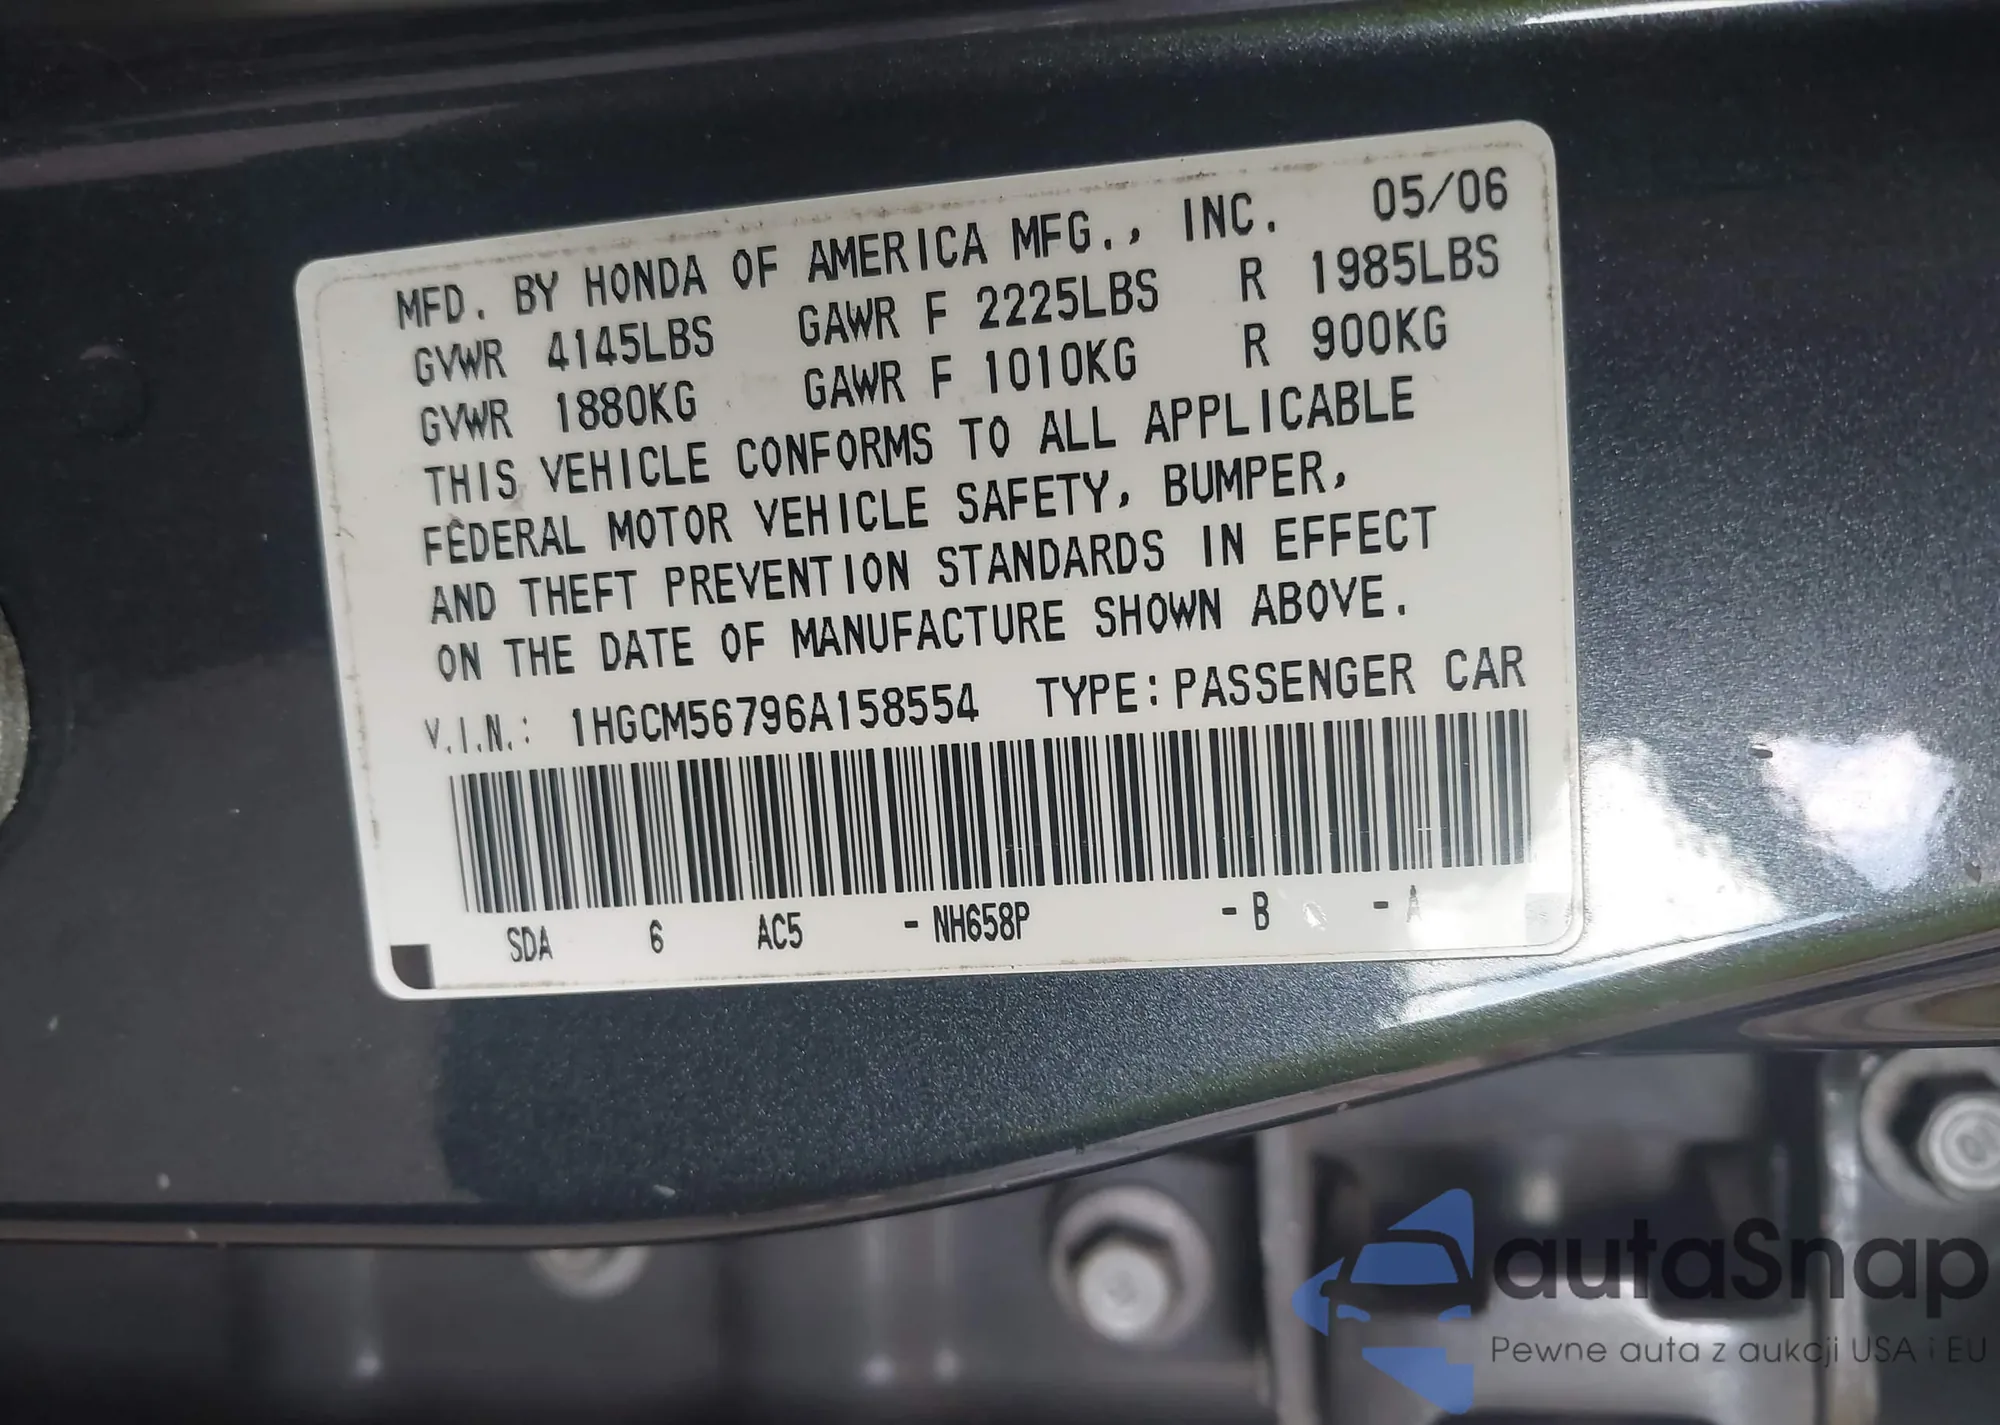 MFD. BY HONDA OF AMERICA MFG., INC. 05/06
GVWR 4145LBS GAWR F 2225LBS R 1985LBS
GVWR 1880KG GAWR F 1010KG R 900KG
THIS VEHICLE CONFORMS TO ALL APPLICABLE
FEDERAL MOTOR VEHICLE SAFETY, BUMPER,
AND THEFT PREVENTION STANDARDS IN EFFECT
ON THE DATE OF MANUFACTURE SHOWN ABOVE.
V.I.N.: 1HGCM56796A158554 TYPE: PASSENGER CAR
SDA 6 AC5 - NH658P - B - A
autaSnap
Pewne auta z aukcji USA i EU